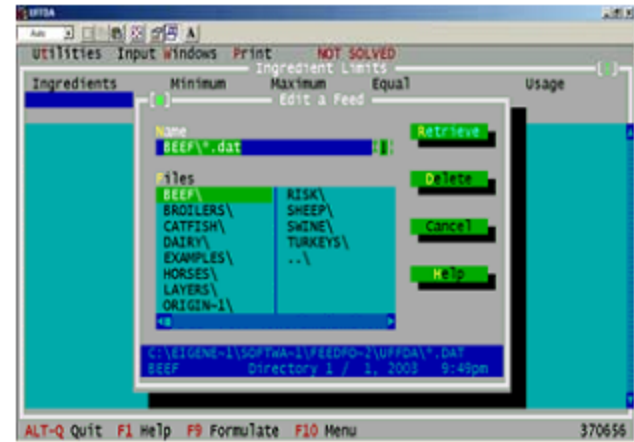 UFFDA
Auto
A
Utilities Input Windows Print NOT SOLVED
Ingredient Limits
Ingredients Minimum Maximum Equal Usage
Edit a Feed
Name
BEEF\*.dat
Retrieve
Files
Delete
BEEF\ RISK\
BROILERS\ SHEEP\
CATFISH\ SWINE\
Cancel
DAIRY\ TURKEYS\
EXAMPLES\ ..\
HORSES\
Help
LAYERS\
ORIGIN~1\
C:\EIGENE~1\SOFTWA~1\FEEDFO~2\UFFDA\*.DAT
BEEF Directory 1 / 1, 2003 9:49pm
ALT-Q Quit F1 Help F9 Formulate F10 Menu 370656